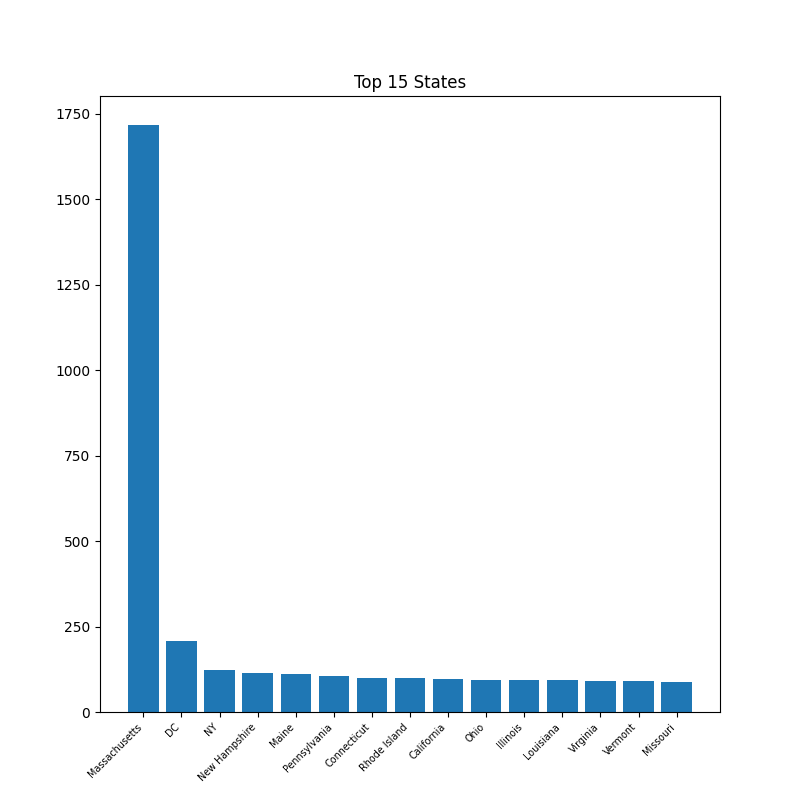 Top 15 States
1750
1500
1250
1000
750
500
250
0
Massachusetts
DC
NY
New Hampshire
Maine
Pennsylvania
Connecticut
Rhode Island
California
Ohio
Illinois
Louisiana
Virginia
Vermont
Missouri